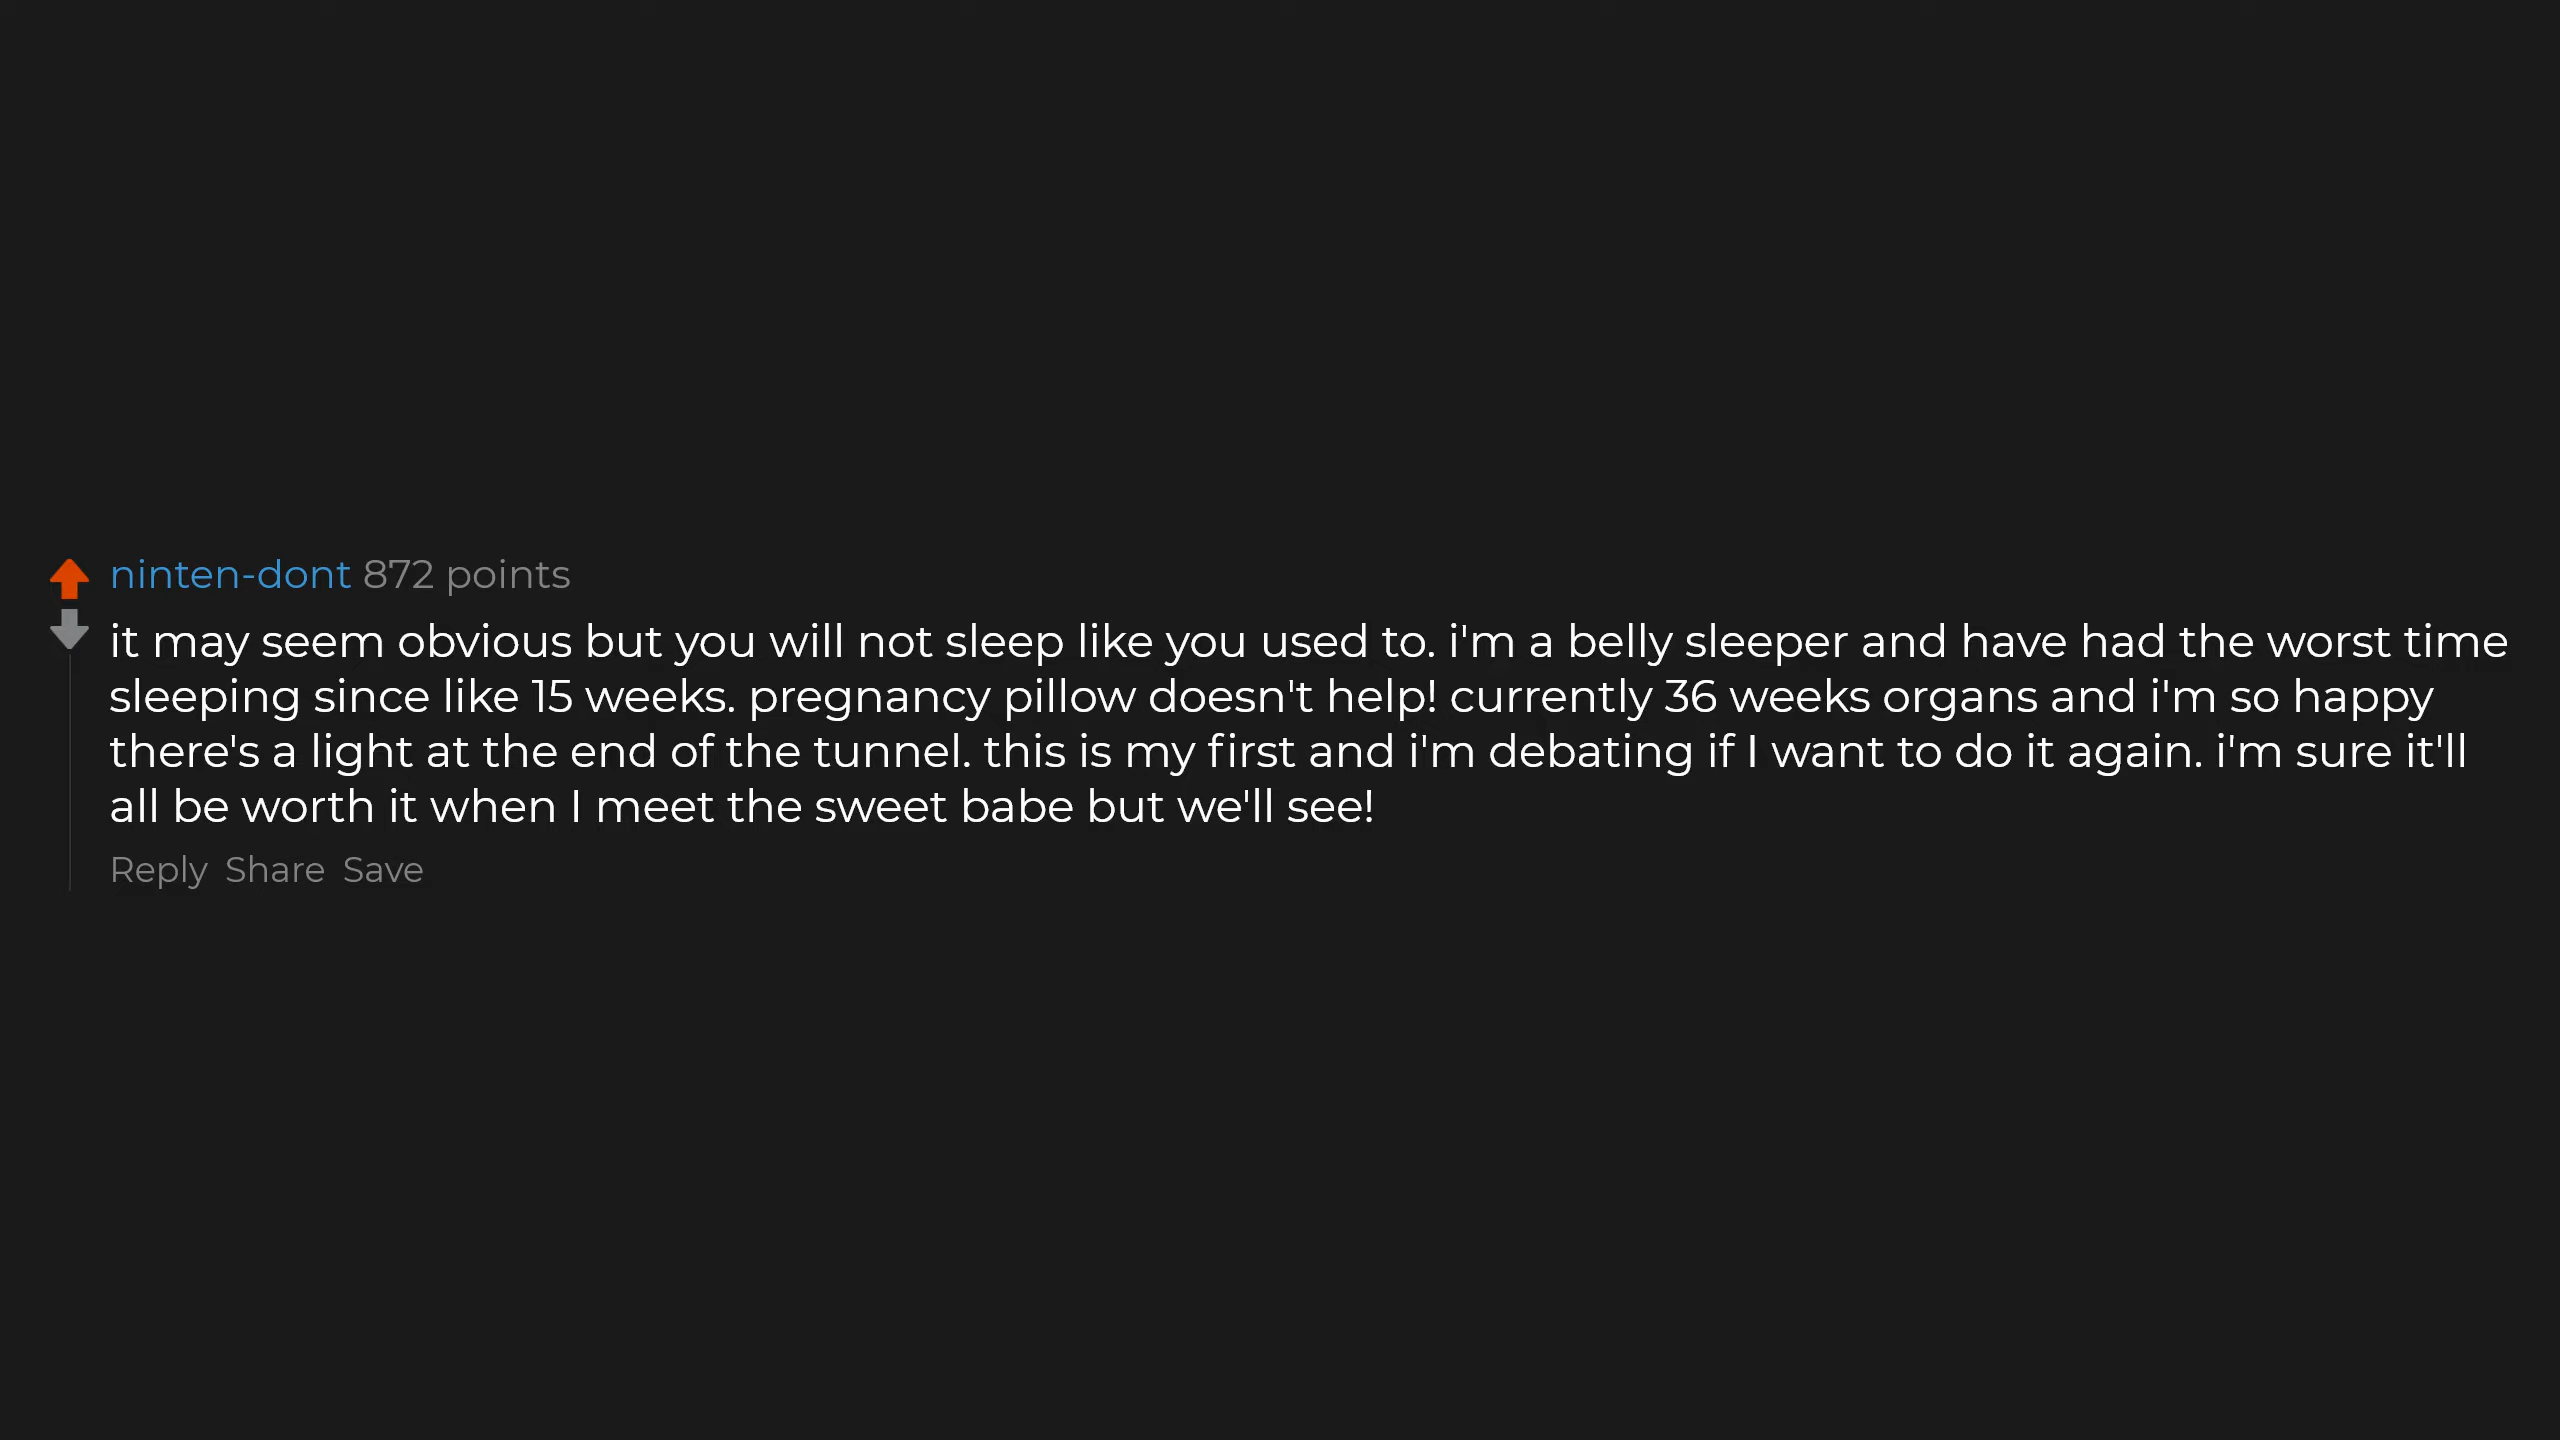 ninten-dont 872 points
it may seem obvious but you will not sleep like you used to. i'm a belly sleeper and have had the worst time
sleeping since like 15 weeks. pregnancy pillow doesn't help! currently 36 weeks organs and i'm so happy
there's a light at the end of the tunnel. this is my first and i'm debating if I want to do it again. i'm sure it'll
all be worth it when I meet the sweet babe but we'll see!
Reply Share Save